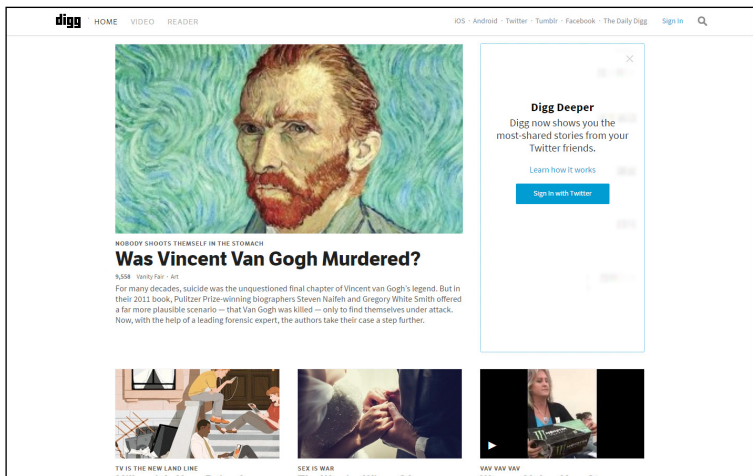 digg HOME VIDEO READER iOS · Android · Twitter · Tumblr · Facebook · The Daily Digg Sign In
Digg Deeper
Digg now shows you the
most-shared stories from your
Twitter friends.
Learn how it works
Sign In with Twitter
NOBODY SHOOTS THEMSELF IN THE STOMACH
Was Vincent Van Gogh Murdered?
9,558 Vanity Fair · Art
For many decades, suicide was the unquestioned final chapter of Vincent van Gogh's legend. But in
their 2011 book, Pulitzer Prize-winning biographers Steven Naifeh and Gregory White Smith offered
a far more plausible scenario — that Van Gogh was killed — only to find themselves under attack.
Now, with the help of a leading forensic expert, the authors take their case a step further.
TV IS THE NEW LAND LINE
SEX IS WAR
VAV VAV VAV